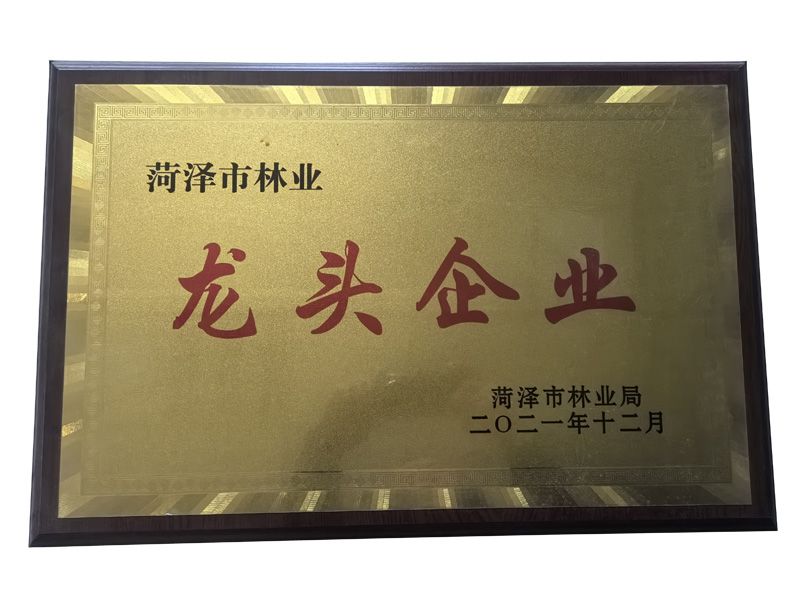 菏泽市林业
龙头企业
菏泽市林业局
二〇二一年十二月